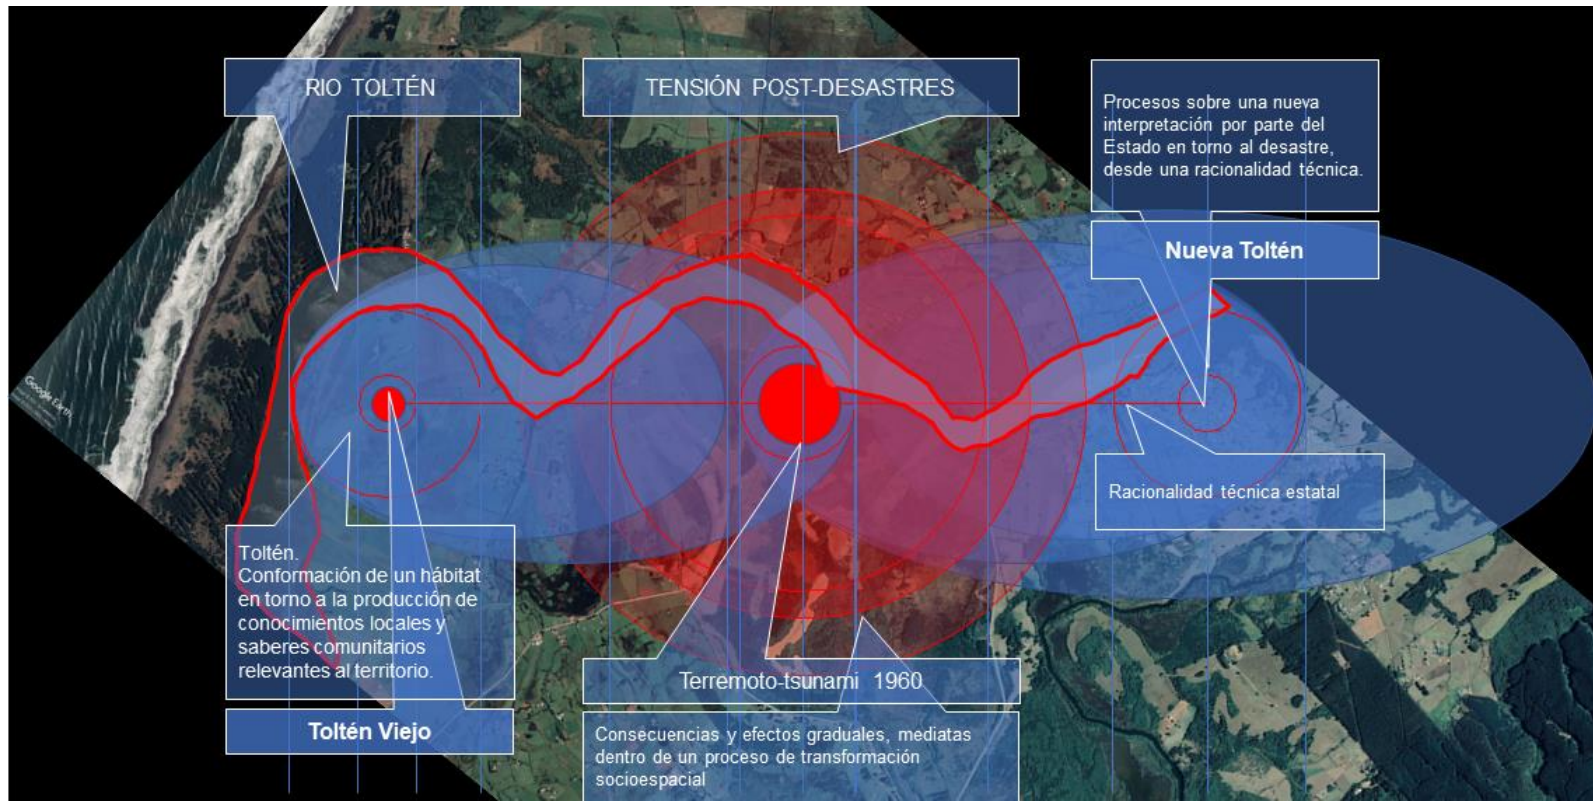 RIO TOLTÉN
TENSIÓN POST-DESASTRES
Procesos sobre una nueva
interpretación por parte del
Estado en torno al desastre,
desde una racionalidad técnica.
Nueva Toltén
Google Earth
Racionalidad técnica estatal
Toltén.
Conformación de un hábitat
en torno a la producción de
conocimientos locales y
saberes comunitarios
relevantes al territorio.
Toltén Viejo
Terremoto-tsunami 1960
Consecuencias y efectos graduales, mediatas
dentro de un proceso de transformación
socioespacial